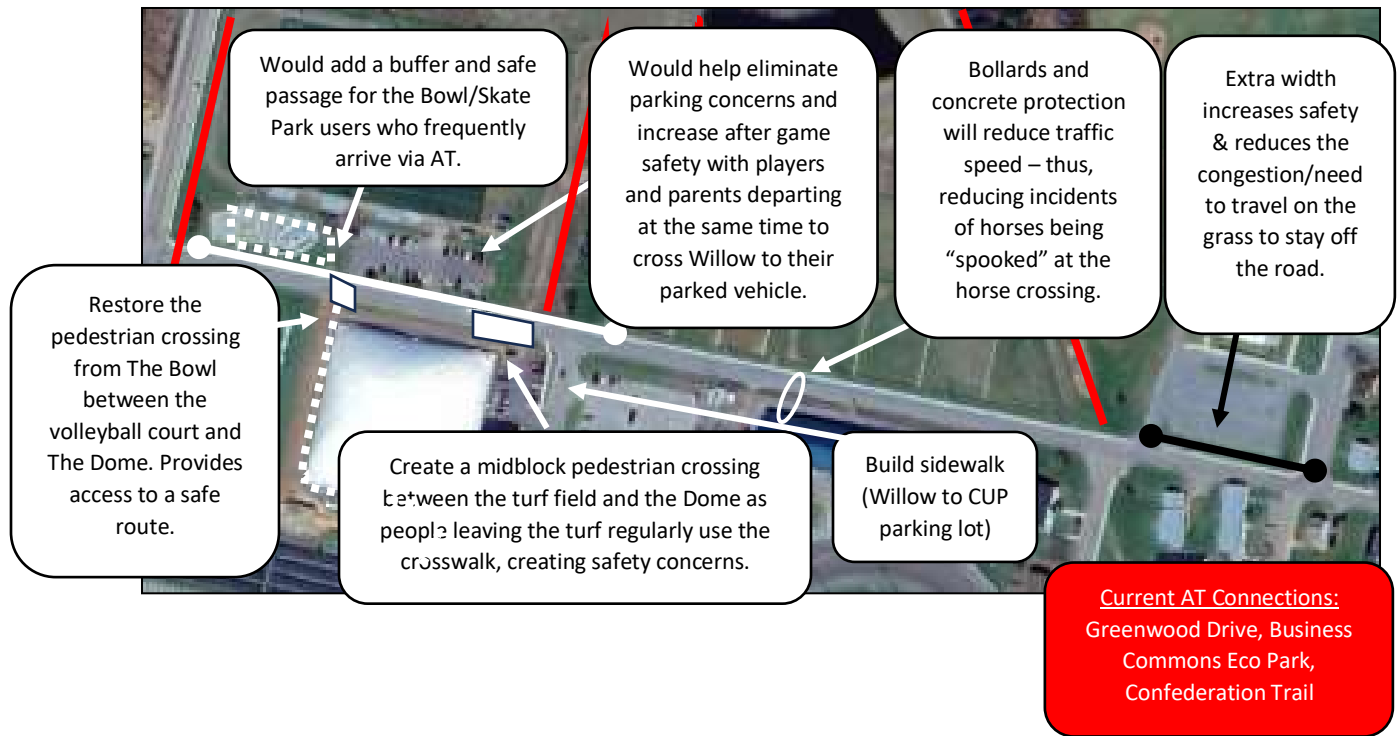 Would add a buffer and safe
passage for the Bowl/Skate
Park users who frequently
arrive via AT.
Would help eliminate
parking concerns and
increase after game
safety with players
and parents departing
at the same time to
cross Willow to their
parked vehicle.
Bollards and
concrete protection
will reduce traffic
speed – thus,
reducing incidents
of horses being
“spooked” at the
horse crossing.
Extra width
increases safety
& reduces the
congestion/need
to travel on the
grass to stay off
the road.
Restore the
pedestrian crossing
from The Bowl
between the
volleyball court and
The Dome. Provides
access to a safe
route.
Create a midblock pedestrian crossing
between the turf field and the Dome as
people leaving the turf regularly use the
crosswalk, creating safety concerns.
Build sidewalk
(Willow to CUP
parking lot)
Current AT Connections:
Greenwood Drive, Business
Commons Eco Park,
Confederation Trail